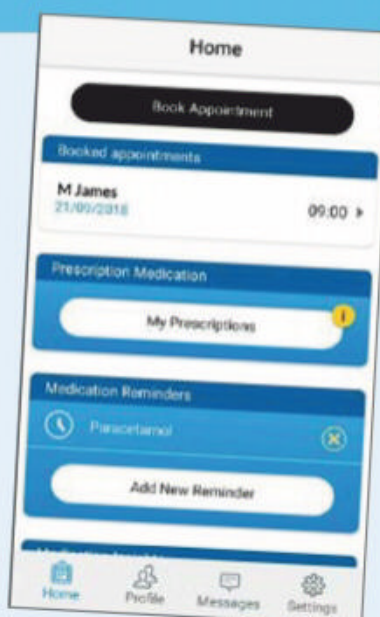 Home
Book Appointment
Booked appointments
M James
21/09/2018
09:00
Prescription Medication
My Prescriptions
Medication Reminders
Paracetamol
Add New Reminder
Home
Profile
Messages
Settings